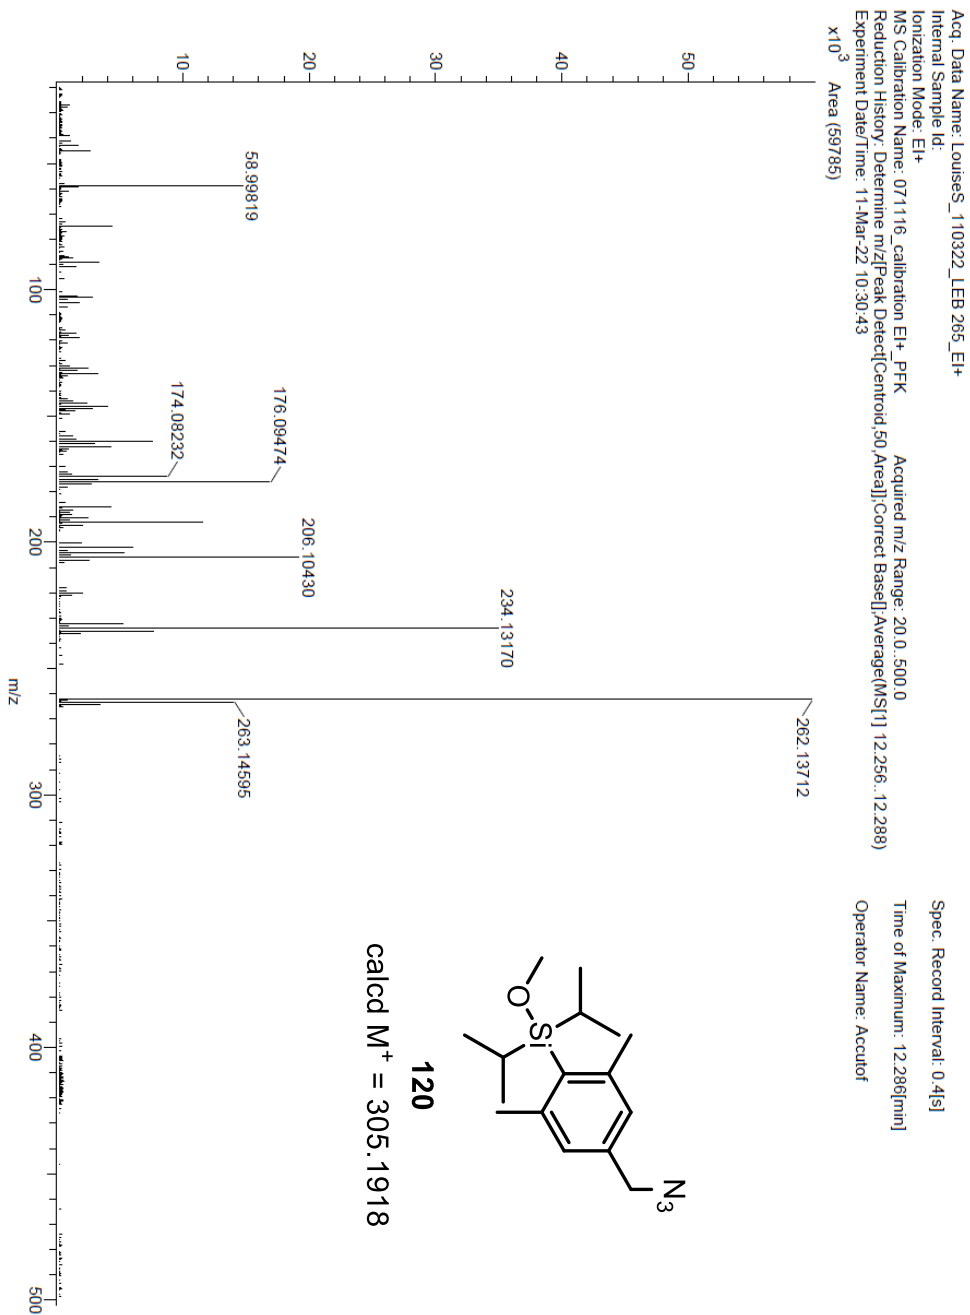 Acq. Data Name: LouiseS_110322_LEB 265_EI+
Internal Sample Id:
Spec. Record Interval: 0.4[s]
Ionization Mode: EI+
MS Calibration Name: 071116_calibration EI+_PFK
Acquired m/z Range: 20.0..500.0
Time of Maximum: 12.286[min]
Reduction History: Determine m/z[Peak Detect[Centroid,50,Area]];Correct Base[];Average(MS[1] 12.256..12.288)
Experiment Date/Time: 11-Mar-22 10:30:43
Operator Name: Accutof
x10³ Area (59785)
262.13712
50
40
234.13170
30
20
206.10430
176.09474
58.99819
263.14595
174.08232
10
100
200
300
400
500
m/z
N3
Si
O
120
calcd M+ = 305.1918